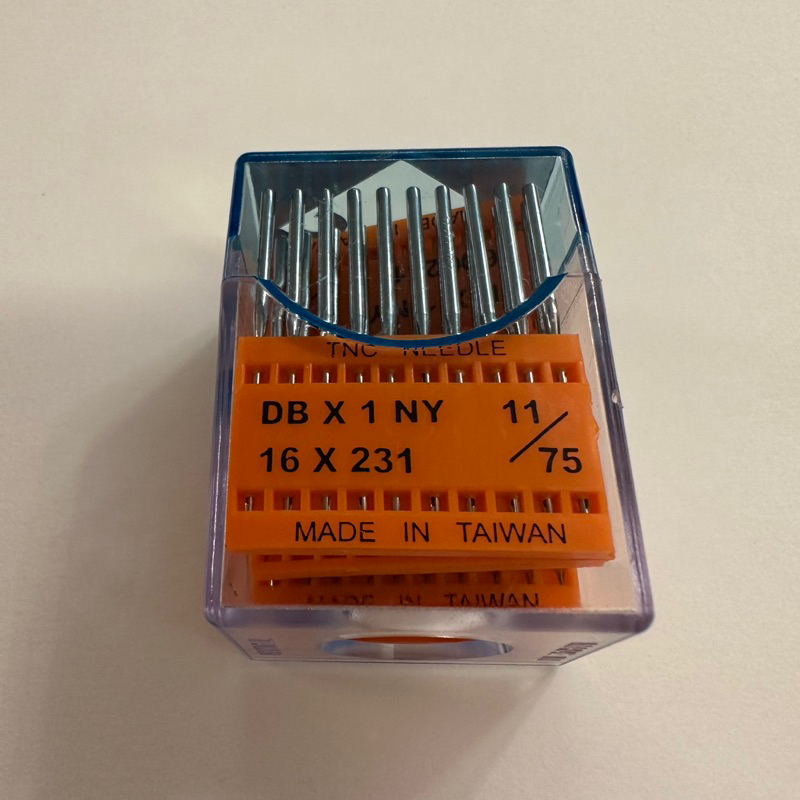 TNC NEEDLE
DB X 1 NY 11/75
16 X 231
MADE IN TAIWAN
MADE IN TAIWAN